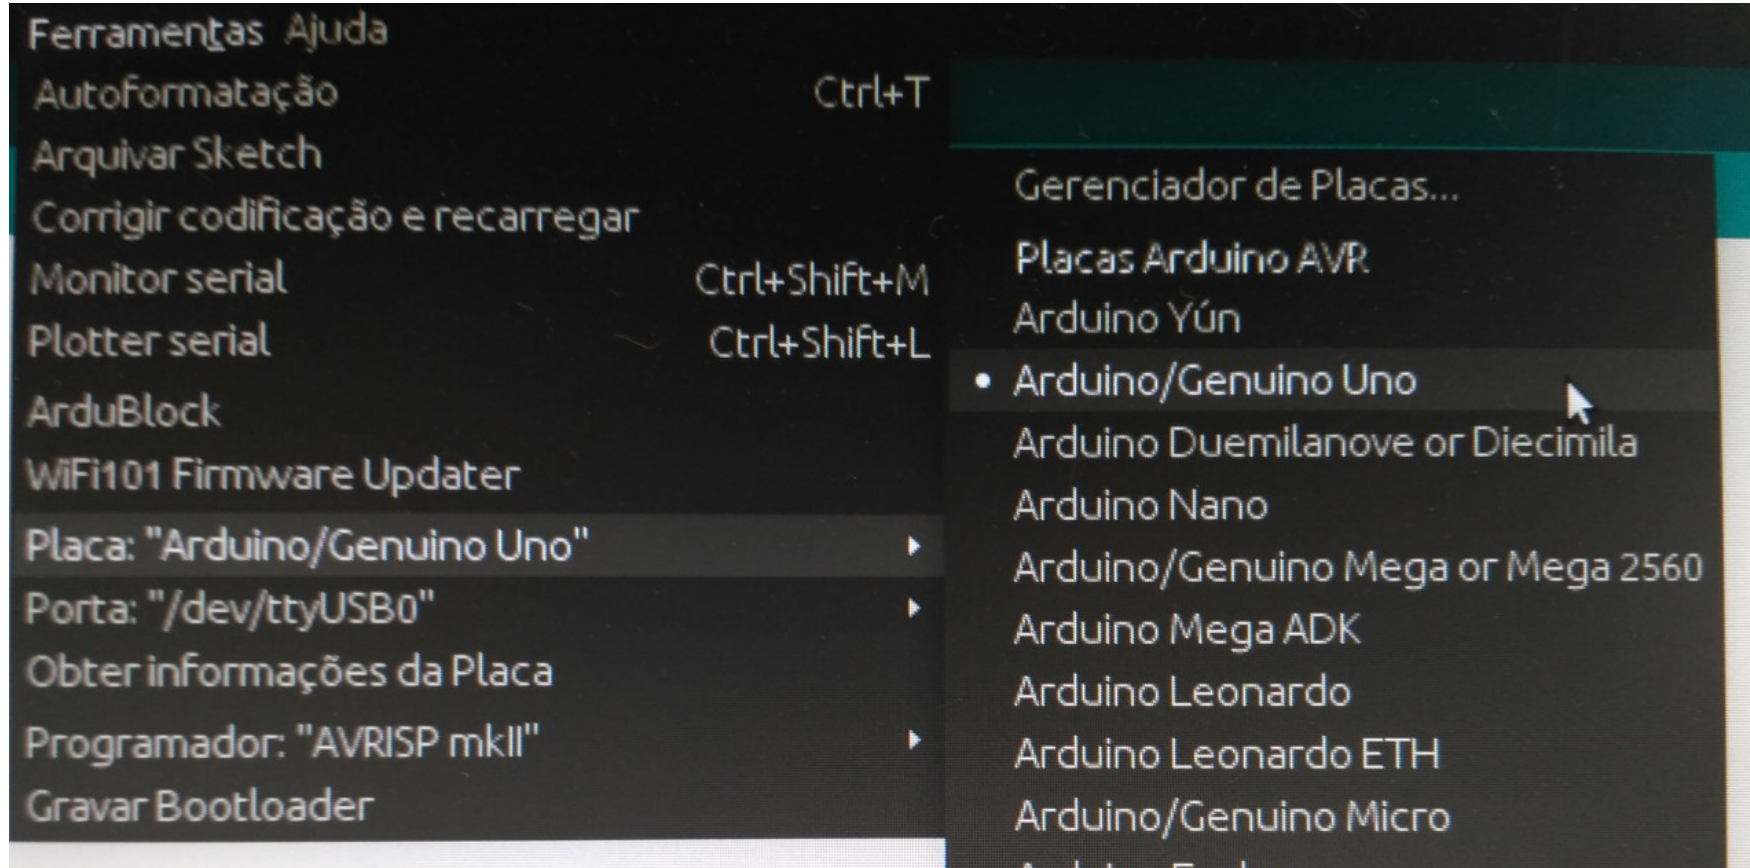 Ferramentas Ajuda
Autoformatação Ctrl+T
Arquivar Sketch
Corrigir codificação e recarregar
Monitor serial Ctrl+Shift+M
Plotter serial Ctrl+Shift+L
ArduBlock
WiFi101 Firmware Updater
Placa: "Arduino/Genuino Uno"
Porta: "/dev/ttyUSB0"
Obter informações da Placa
Programador: "AVRISP mkII"
Gravar Bootloader
Gerenciador de Placas...
Placas Arduino AVR
Arduino Yún
Arduino/Genuino Uno
Arduino Duemilanove or Diecimila
Arduino Nano
Arduino/Genuino Mega or Mega 2560
Arduino Mega ADK
Arduino Leonardo
Arduino Leonardo ETH
Arduino/Genuino Micro